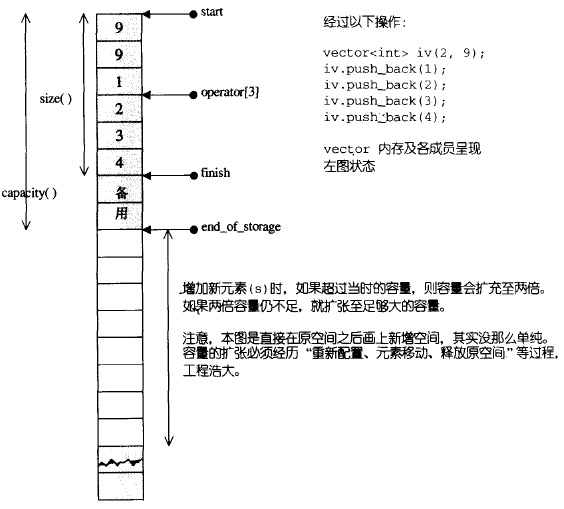 start
9
9
1
operator[3]
2
3
4
finish
备
用
end_of_storage
size( )
capacity( )
经过以下操作:
vector<int> iv(2, 9);
iv.push_back(1);
iv.push_back(2);
iv.push_back(3);
iv.push_back(4);
vector 内存及各成员呈现
左图状态
增加新元素(s)时，如果超过当时的容量，则容量会扩充至两倍。
如果两倍容量仍不足，就扩张至足够大的容量。
注意，本图是直接在原空间之后画上新增空间，其实没那么单纯。
容量的扩张必须经历“重新配置、元素移动、释放原空间”等过程，
工程浩大。